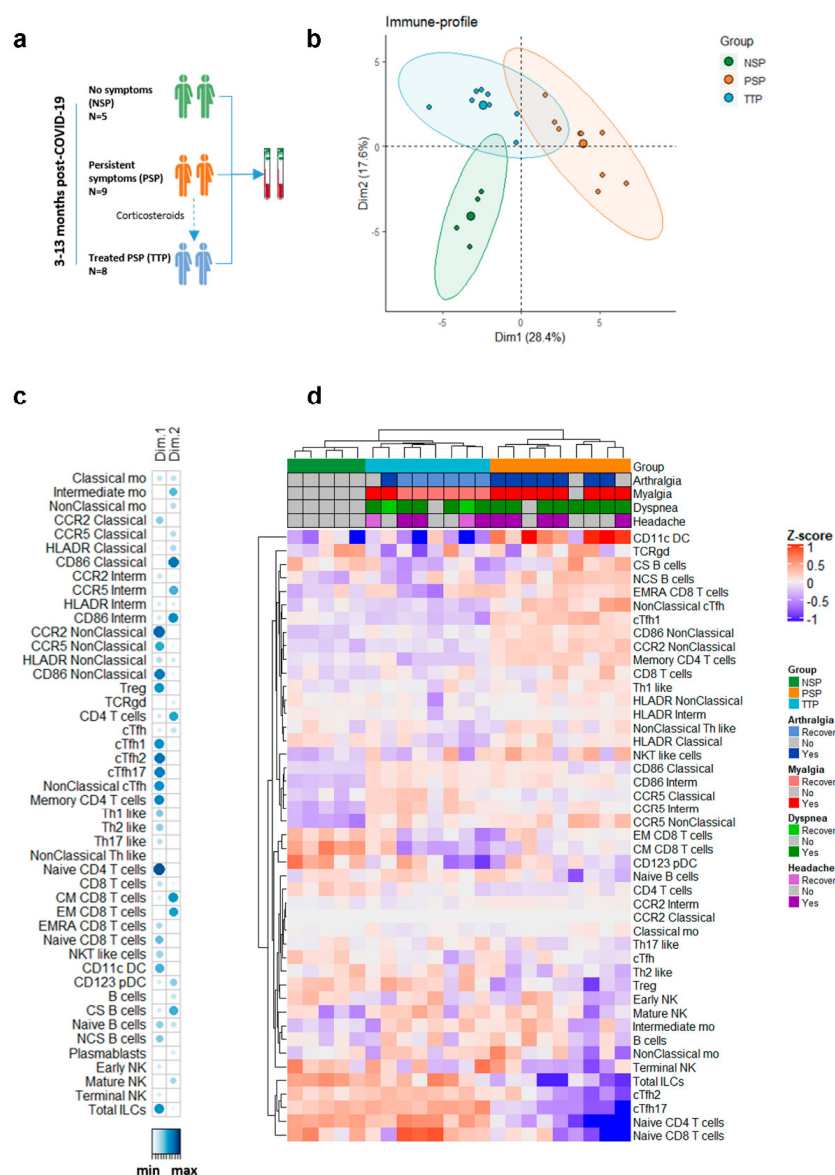 a
3-13 months post-COVID-19
No symptoms
(NSP)
N=5
Persistent
symptoms (PSP)
N=9
Corticosteroids
Treated PSP (TTP)
N=8
b
Immune-profile
Dim2 (17.6%)
5
0
-5
-5
0
5
Dim1 (28.4%)
Group
NSP
PSP
TTP
c
Dim.1
Dim.2
Classical mo
Intermediate mo
NonClassical mo
CCR2 Classical
CCR5 Classical
HLADR Classical
CD86 Classical
CCR2 Interm
CCR5 Interm
HLADR Interm
CD86 Interm
CCR2 NonClassical
CCR5 NonClassical
HLADR NonClassical
CD86 NonClassical
Treg
TCRgd
CD4 T cells
cTfh
cTfh1
cTfh2
cTfh17
NonClassical cTfh
Memory CD4 T cells
Th1 like
Th2 like
Th17 like
NonClassical Th like
Naive CD4 T cells
CD8 T cells
CM CD8 T cells
EM CD8 T cells
EMRA CD8 T cells
Naive CD8 T cells
NKT like cells
CD11c DC
CD123 pDC
B cells
CS B cells
Naive B cells
NCS B cells
Plasmablasts
Early NK
Mature NK
Terminal NK
Total ILCs
min max
d
Group
Arthralgia
Myalgia
Dyspnea
Headache
CD11c DC
TCRgd
CS B cells
NCS B cells
EMRA CD8 T cells
NonClassical cTfh
cTfh1
CD86 NonClassical
CCR2 NonClassical
Memory CD4 T cells
CD8 T cells
Th1 like
HLADR NonClassical
HLADR Interm
NonClassical Th like
HLADR Classical
NKT like cells
CD86 Classical
CD86 Interm
CCR5 Classical
CCR5 Interm
CCR5 NonClassical
EM CD8 T cells
CM CD8 T cells
CD123 pDC
Naive B cells
CD4 T cells
CCR2 Interm
CCR2 Classical
Classical mo
Th17 like
cTfh
Th2 like
Treg
Early NK
Mature NK
Intermediate mo
B cells
NonClassical mo
Terminal NK
Total ILCs
cTfh2
cTfh17
Naive CD4 T cells
Naive CD8 T cells
Z-score
1
0.5
0
-0.5
-1
Group
NSP
PSP
TTP
Arthralgia
Recover
No
Yes
Myalgia
Recover
No
Yes
Dyspnea
Recover
No
Yes
Headache
Recover
No
Yes